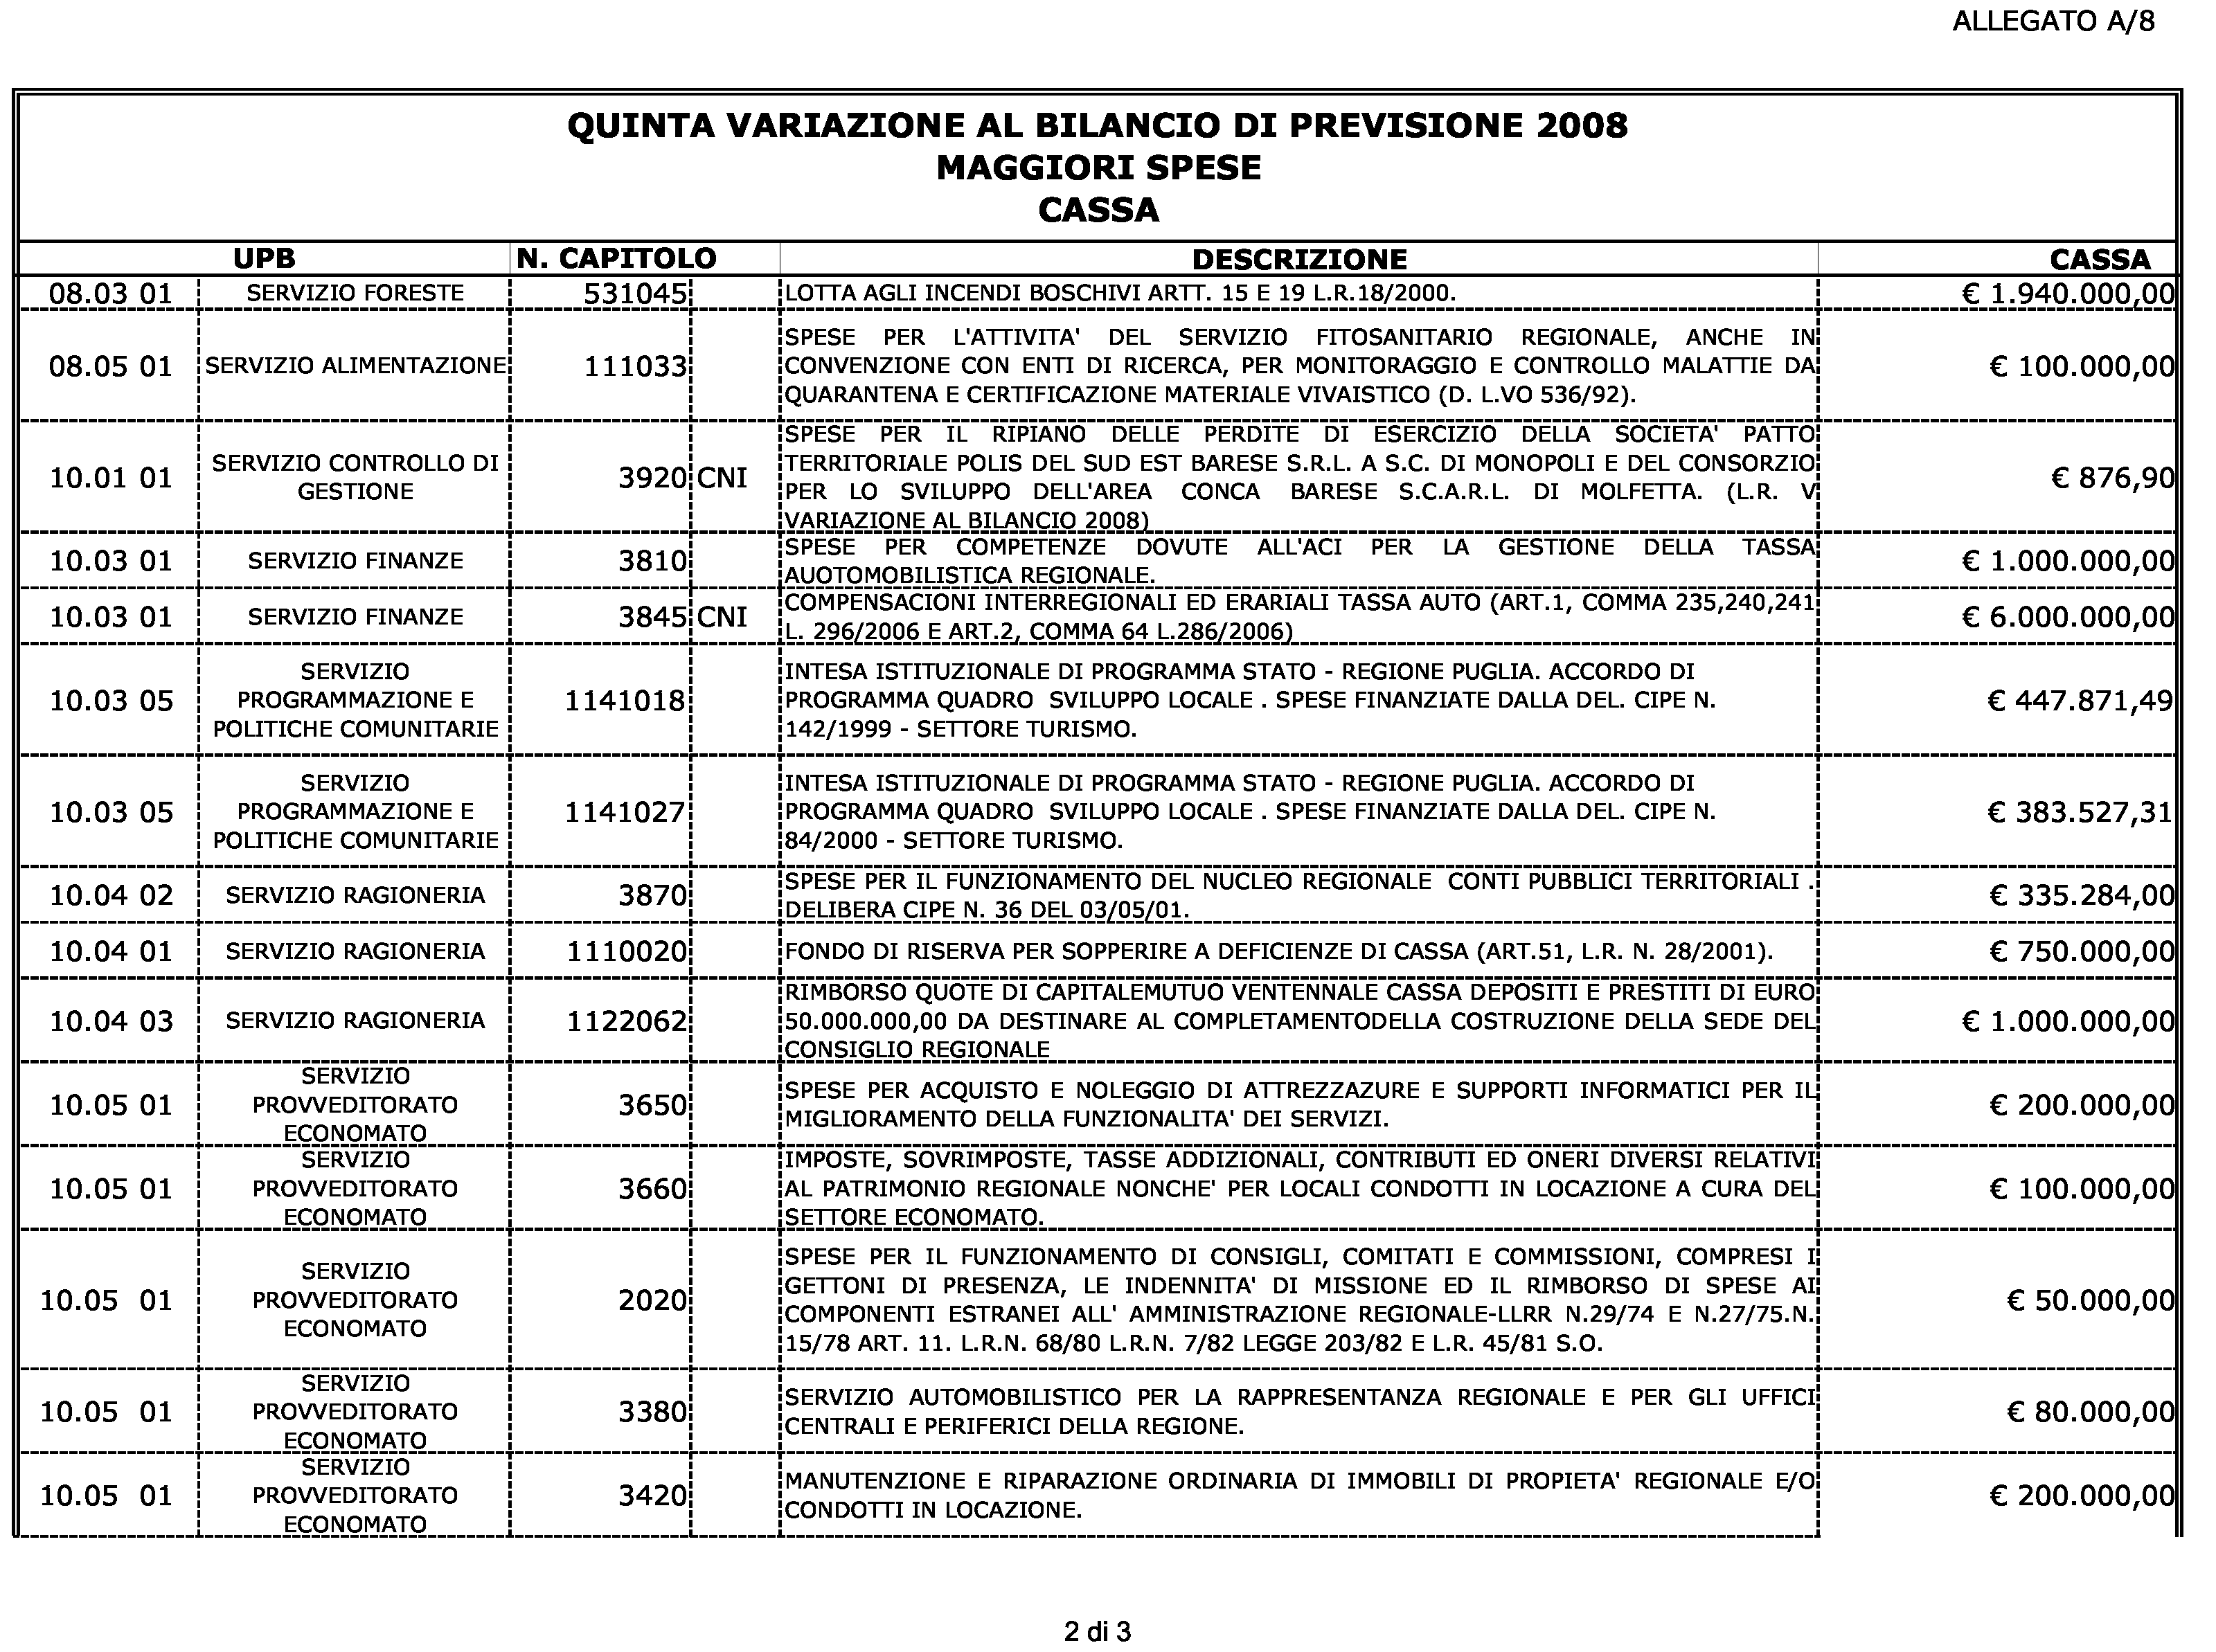 ALLEGATO A/8
QUINTA VARIAZIONE AL BILANCIO DI PREVISIONE 2008
MAGGIORI SPESE
CASSA
UPB N. CAPITOLO DESCRIZIONE CASSA
08.03 01 SERVIZIO FORESTE 531045 LOTTA AGLI INCENDI BOSCHIVI ARTT. 15 E 19 L.R.18/2000. € 1.940.000,00
08.05 01 SERVIZIO ALIMENTAZIONE 111033
SPESE PER L'ATTIVITA' DEL SERVIZIO FITOSANITARIO REGIONALE, ANCHE IN
CONVENZIONE CON ENTI DI RICERCA, PER MONITORAGGIO E CONTROLLO MALATTIE DA
QUARANTENA E CERTIFICAZIONE MATERIALE VIVAISTICO (D. L.VO 536/92).
€ 100.000,00
10.01 01
SERVIZIO CONTROLLO DI
GESTIONE
3920 CNI
SPESE PER IL RIPIANO DELLE PERDITE DI ESERCIZIO DELLA SOCIETA' PATTO
TERRITORIALE POLIS DEL SUD EST BARESE S.R.L. A S.C. DI MONOPOLI E DEL CONSORZIO
PER LO SVILUPPO DELL'AREA CONCA BARESE S.C.A.R.L. DI MOLFETTA. (L.R. V
VARIAZIONE AL BILANCIO 2008)
€ 876,90
10.03 01 SERVIZIO FINANZE 3810
SPESE PER COMPETENZE DOVUTE ALL'ACI PER LA GESTIONE DELLA TASSA
AUOTOMOBILISTICA REGIONALE.
€ 1.000.000,00
10.03 01 SERVIZIO FINANZE 3845 CNI
COMPENSACIONI INTERREGIONALI ED ERARIALI TASSA AUTO (ART.1, COMMA 235,240,241
L. 296/2006 E ART.2, COMMA 64 L.286/2006)
€ 6.000.000,00
10.03 05
SERVIZIO
PROGRAMMAZIONE E
POLITICHE COMUNITARIE
1141018
INTESA ISTITUZIONALE DI PROGRAMMA STATO - REGIONE PUGLIA. ACCORDO DI
PROGRAMMA QUADRO SVILUPPO LOCALE . SPESE FINANZIATE DALLA DEL. CIPE N.
142/1999 - SETTORE TURISMO.
€ 447.871,49
10.03 05
SERVIZIO
PROGRAMMAZIONE E
POLITICHE COMUNITARIE
1141027
INTESA ISTITUZIONALE DI PROGRAMMA STATO - REGIONE PUGLIA. ACCORDO DI
PROGRAMMA QUADRO SVILUPPO LOCALE . SPESE FINANZIATE DALLA DEL. CIPE N.
84/2000 - SETTORE TURISMO.
€ 383.527,31
10.04 02 SERVIZIO RAGIONERIA 3870
SPESE PER IL FUNZIONAMENTO DEL NUCLEO REGIONALE CONTI PUBBLICI TERRITORIALI .
DELIBERA CIPE N. 36 DEL 03/05/01.
€ 335.284,00
10.04 01 SERVIZIO RAGIONERIA 1110020 FONDO DI RISERVA PER SOPPERIRE A DEFICIENZE DI CASSA (ART.51, L.R. N. 28/2001). € 750.000,00
10.04 03 SERVIZIO RAGIONERIA 1122062
RIMBORSO QUOTE DI CAPITALEMUTUO VENTENNALE CASSA DEPOSITI E PRESTITI DI EURO
50.000.000,00 DA DESTINARE AL COMPLETAMENTODELLA COSTRUZIONE DELLA SEDE DEL
CONSIGLIO REGIONALE
€ 1.000.000,00
10.05 01
SERVIZIO
PROVVEDITORATO
ECONOMATO
3650
SPESE PER ACQUISTO E NOLEGGIO DI ATTREZZAZURE E SUPPORTI INFORMATICI PER IL
MIGLIORAMENTO DELLA FUNZIONALITA' DEI SERVIZI.
€ 200.000,00
10.05 01
SERVIZIO
PROVVEDITORATO
ECONOMATO
3660
IMPOSTE, SOVRIMPOSTE, TASSE ADDIZIONALI, CONTRIBUTI ED ONERI DIVERSI RELATIVI
AL PATRIMONIO REGIONALE NONCHE' PER LOCALI CONDOTTI IN LOCAZIONE A CURA DEL
SETTORE ECONOMATO.
€ 100.000,00
10.05 01
SERVIZIO
PROVVEDITORATO
ECONOMATO
2020
SPESE PER IL FUNZIONAMENTO DI CONSIGLI, COMITATI E COMMISSIONI, COMPRESI I
GETTONI DI PRESENZA, LE INDENNITA' DI MISSIONE ED IL RIMBORSO DI SPESE AI
COMPONENTI ESTRANEI ALL' AMMINISTRAZIONE REGIONALE-LLRR N.29/74 E N.27/75.N.
15/78 ART. 11. L.R.N. 68/80 L.R.N. 7/82 LEGGE 203/82 E L.R. 45/81 S.O.
€ 50.000,00
10.05 01
SERVIZIO
PROVVEDITORATO
ECONOMATO
3380
SERVIZIO AUTOMOBILISTICO PER LA RAPPRESENTANZA REGIONALE E PER GLI UFFICI
CENTRALI E PERIFERICI DELLA REGIONE.
€ 80.000,00
10.05 01
SERVIZIO
PROVVEDITORATO
ECONOMATO
3420
MANUTENZIONE E RIPARAZIONE ORDINARIA DI IMMOBILI DI PROPIETA' REGIONALE E/O
CONDOTTI IN LOCAZIONE.
€ 200.000,00
2 di 3